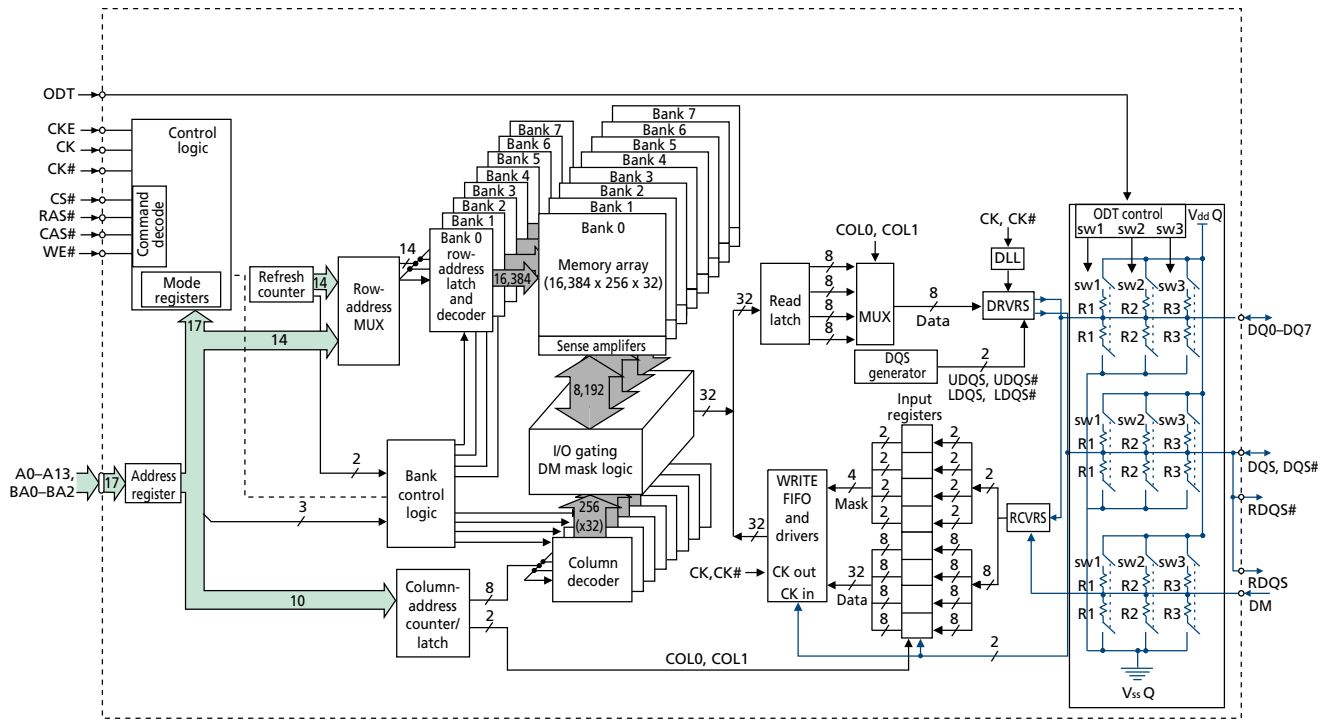 ODT
CKE
CK
CK#
CS#
RAS#
CAS#
WE#
Control
logic
Command
decode
Mode
registers
17
14
A0–A13,
BA0–BA2
17
Address
register
Refresh
counter
14
Row-
address
MUX
2
3
10
Bank
control
logic
Column-
address
counter/
latch
8
2
COL0, COL1
14
Bank 7
Bank 6
Bank 5
Bank 4
Bank 3
Bank 2
Bank 1
Bank 0
row-
address
latch
and
decoder
16,384
Bank 7
Bank 6
Bank 5
Bank 4
Bank 3
Bank 2
Bank 1
Bank 0
Memory array
(16,384 x 256 x 32)
Sense amplifers
8,192
I/O gating
DM mask logic
256
(x32)
Column
decoder
32
32
32
Read
latch
8
8
8
8
COL0, COL1
MUX
8
Data
CK, CK#
DLL
DRVRS
DQS
generator
2
UDQS, UDQS#
LDQS, LDQS#
Input
registers
2
2
2
2
8
8
8
8
2
2
2
2
8
8
8
8
4
Mask
32
Data
WRITE
FIFO
and
drivers
CK out
CK in
CK,CK#
2
8
RCVRS
2
ODT control
sw1 sw2 sw3
Vdd Q
sw1 sw2 sw3
R1 R2 R3
R1 R2 R3
sw1 sw2 sw3
R1 R2 R3
R1 R2 R3
sw1 sw2 sw3
R1 R2 R3
R1 R2 R3
Vss Q
DQ0–DQ7
DQS, DQS#
RDQS#
RDQS
DM